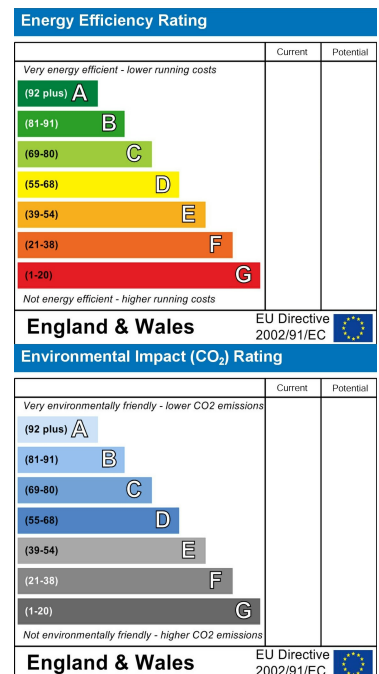 Energy Efficiency Rating
Current Potential
Very energy efficient - lower running costs
(92 plus) A
(81-91) B
(69-80) C
(55-68) D
(39-54) E
(21-38) F
(1-20) G
Not energy efficient - higher running costs
England & Wales
EU Directive
2002/91/EC
Environmental Impact (CO₂) Rating
Current Potential
Very environmentally friendly - lower CO2 emissions
(92 plus) A
(81-91) B
(69-80) C
(55-68) D
(39-54) E
(21-38) F
(1-20) G
Not environmentally friendly - higher CO2 emissions
England & Wales
EU Directive
2002/91/EC